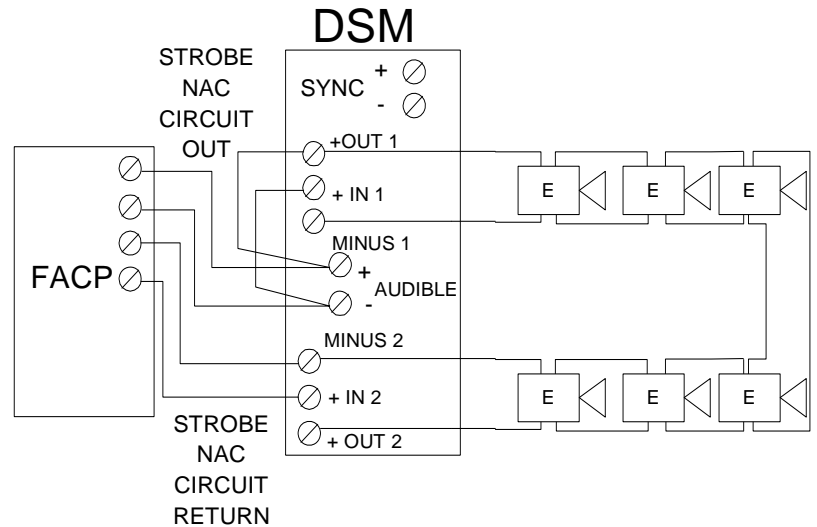 DSM
STROBE
NAC
CIRCUIT
OUT
SYNC
+
-
+OUT 1
+ IN 1
MINUS 1
+
AUDIBLE
-
FACP
MINUS 2
+ IN 2
+ OUT 2
STROBE
NAC
CIRCUIT
RETURN
E E E
E E E